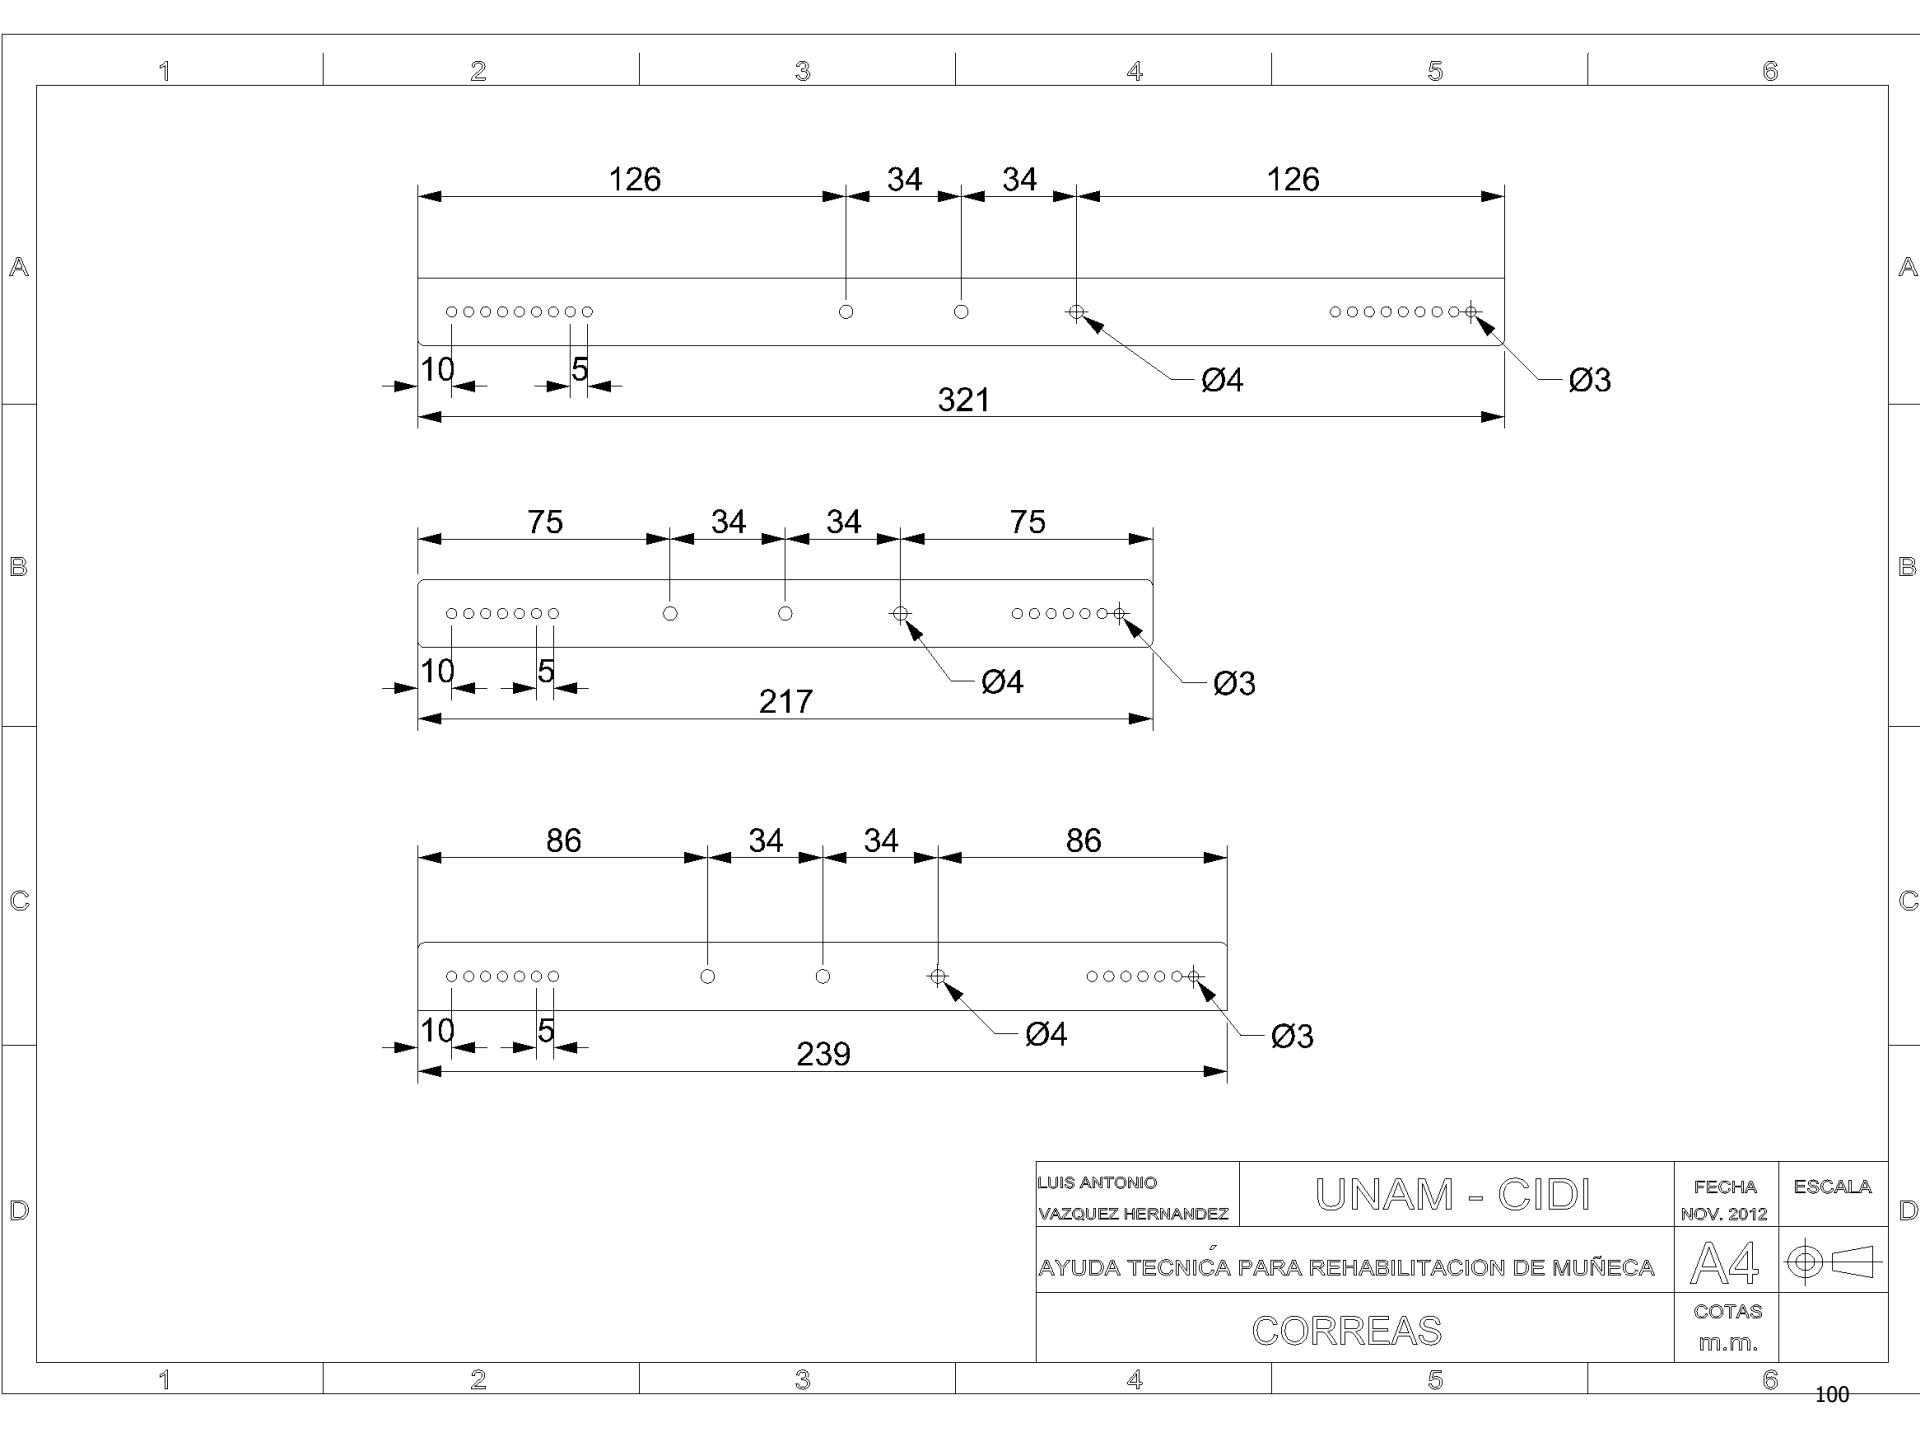 1 2 3 4 5 6
126 34 34 126
A A
10 5 Ø4 Ø3
321
75 34 34 75
B B
10 5 Ø4 Ø3
217
86 34 34 86
C C
10 5 Ø4 Ø3
239
LUIS ANTONIO
VAZQUEZ HERNANDEZ
UNAM - CIDI
FECHA
NOV. 2012
ESCALA
D D
AYUDA TECNICÁ PARA REHABILITACION DE MUÑECA
A4
CORREAS
COTAS
m.m.
1 2 3 4 5 6
100